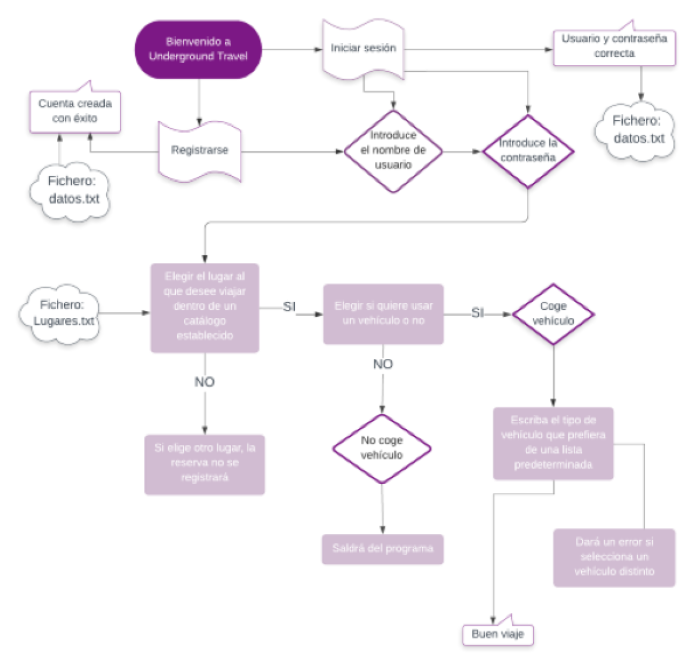 Bienvenido a
Underground Travel
Iniciar sesión
Usuario y contraseña
correcta
Cuenta creada
con éxito
Registrarse
Introduce
el nombre de
usuario
Introduce la
contraseña
Fichero:
datos.txt
Fichero:
datos.txt
Fichero:
Lugares.txt
Elegir el lugar al
que desee viajar
dentro de un
catálogo
establecido
SI
Elegir si quiere usar
un vehículo o no
SI
Coge
vehículo
NO
NO
Si elige otro lugar, la
reserva no se
registrará
No coge
vehículo
Escriba el tipo de
vehículo que prefiera
de una lista
predeterminada
Saldrá del programa
Dará un error si
selecciona un
vehículo distinto
Buen viaje